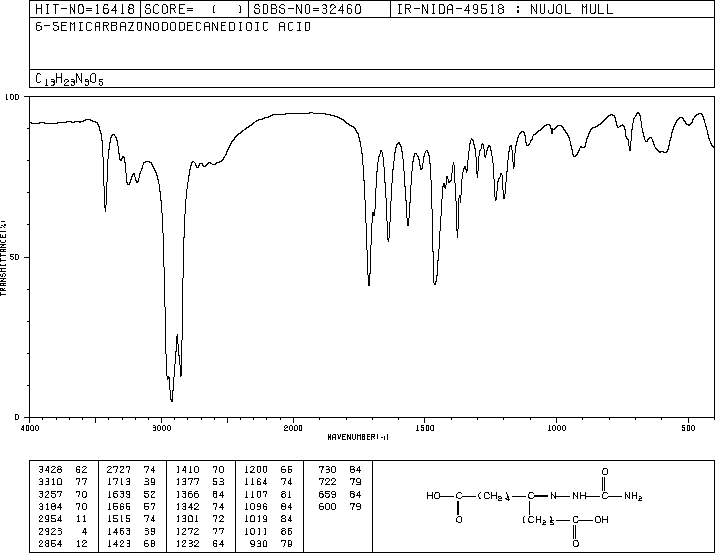 HIT-NO=16418 SCORE= ( ) SDBS-NO=32460 IR-NIDA-49518 : NUJOL MULL
6-SEMICARBAZONODODECANEDIOIC ACID
C13H23N3O5
100
50
0
TRANSMITTANCE(%)
4000 3000 2000 1500 1000 500
WAVENUMBER(-1)
3428 62 2727 74 1410 70 1200 66 730 84
3310 77 1713 39 1377 53 1164 74 722 79
3257 70 1639 52 1366 84 1107 81 659 84
3184 70 1566 57 1342 74 1096 84 600 79
2954 11 1515 74 1301 72 1019 84
2923 4 1463 39 1272 77 1011 86
2854 12 1423 68 1232 64 930 79
O
HO—C—(CH2)4—C=N—NH—C—NH2
O (CH2)5—C—OH
O